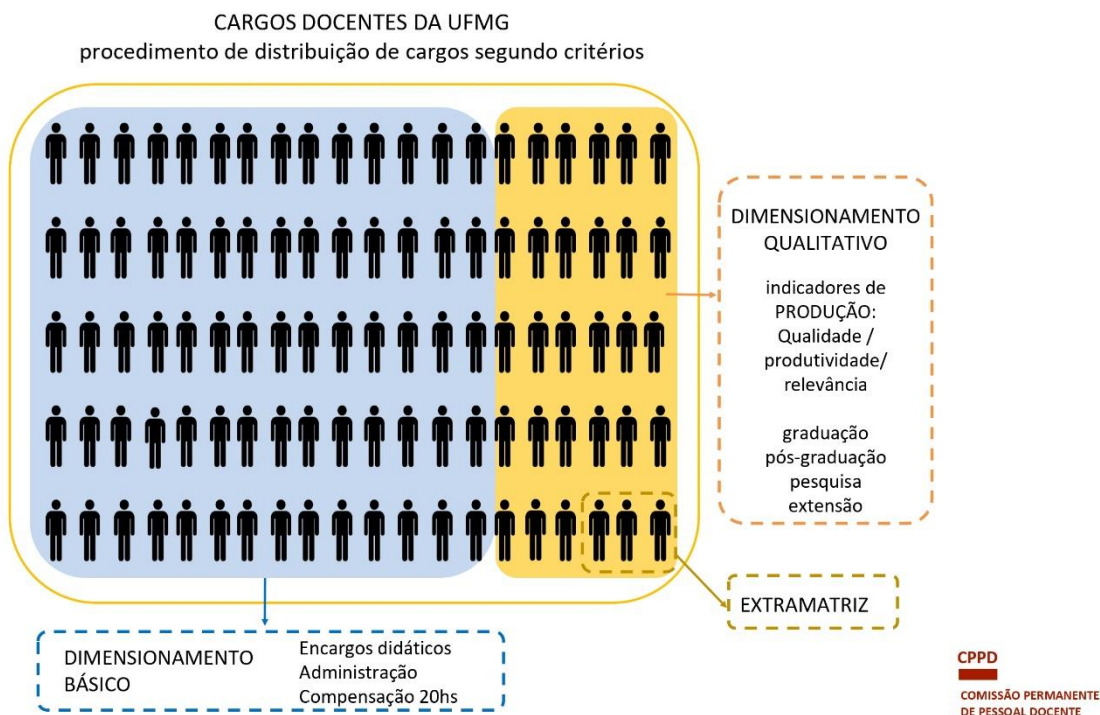 CARGOS DOCENTES DA UFMG
procedimento de distribuição de cargos segundo critérios
DIMENSIONAMENTO
QUALITATIVO
indicadores de
PRODUÇÃO:
Qualidade /
produtividade/
relevância
graduação
pós-graduação
pesquisa
extensão
EXTRAMATRIZ
DIMENSIONAMENTO
BÁSICO
Encargos didáticos
Administração
Compensação 20hs
CPPD
COMISSÃO PERMANENTE
DE PESSOAL DOCENTE